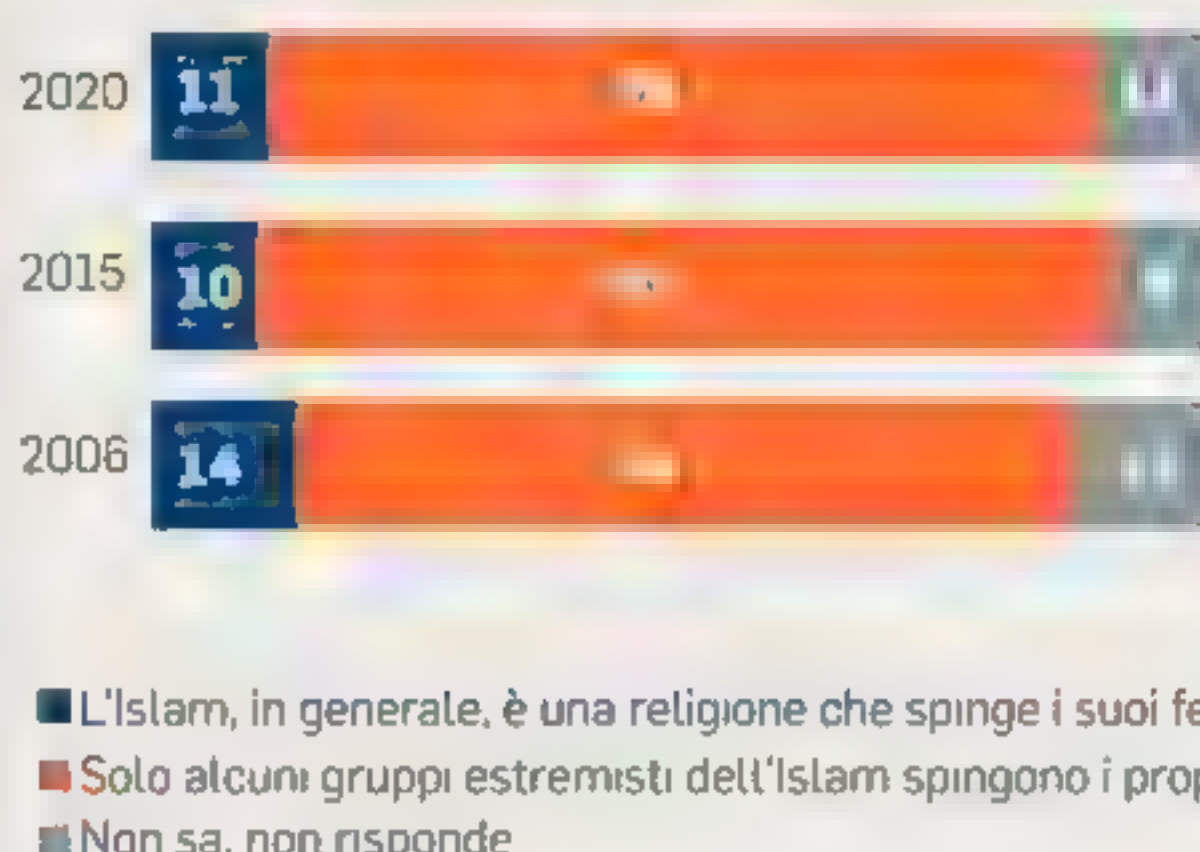 2020 11
2015 10
2006 14
L'Islam, in generale, è una religione che spinge i suoi fe
Solo alcuni gruppi estremisti dell'Islam spingono i prop
Non sa, non risponde